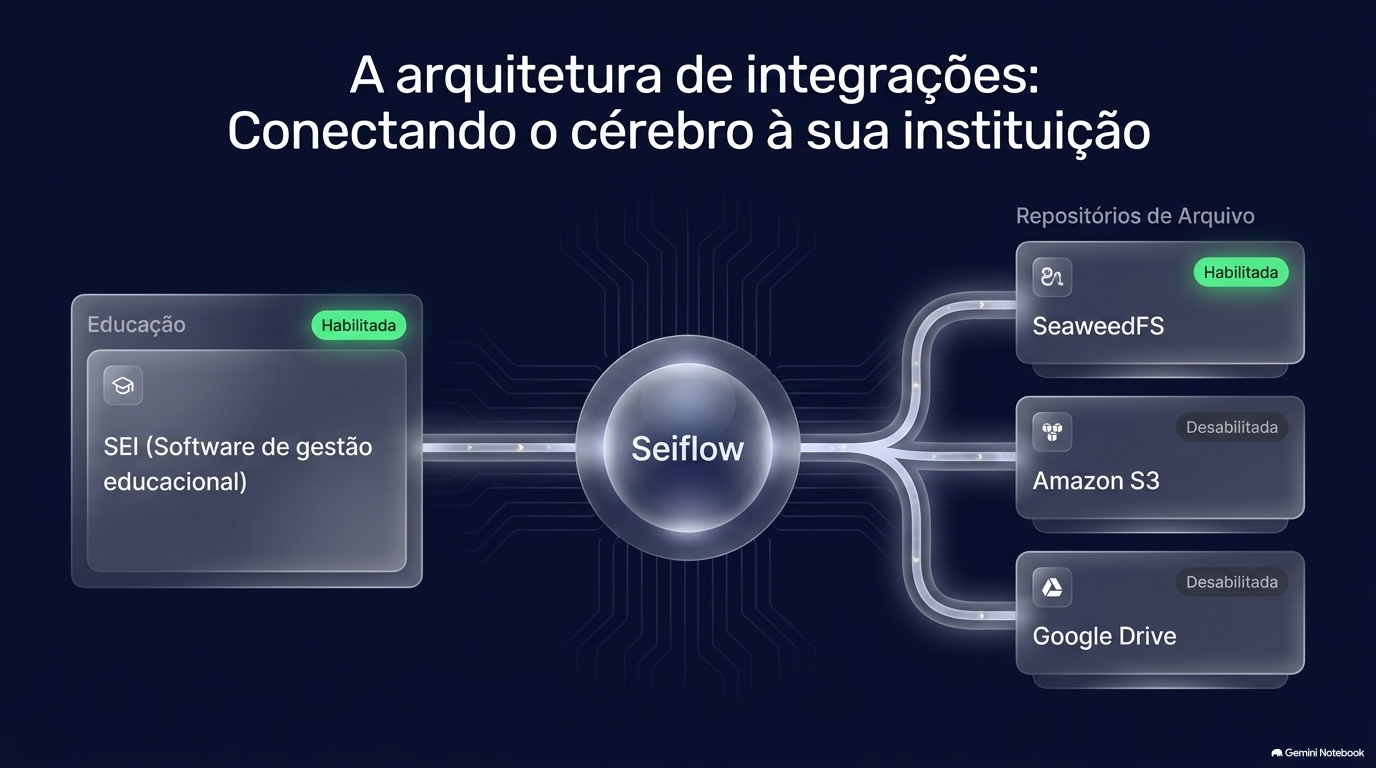 A arquitetura de integrações:
Conectando o cérebro à sua instituição
Educação
Habilitada
SEI (Software de gestão
educacional)
Seiflow
Repositórios de Arquivo
Habilitada
SeaweedFS
Desabilitada
Amazon S3
Desabilitada
Google Drive
Gemini Notebook